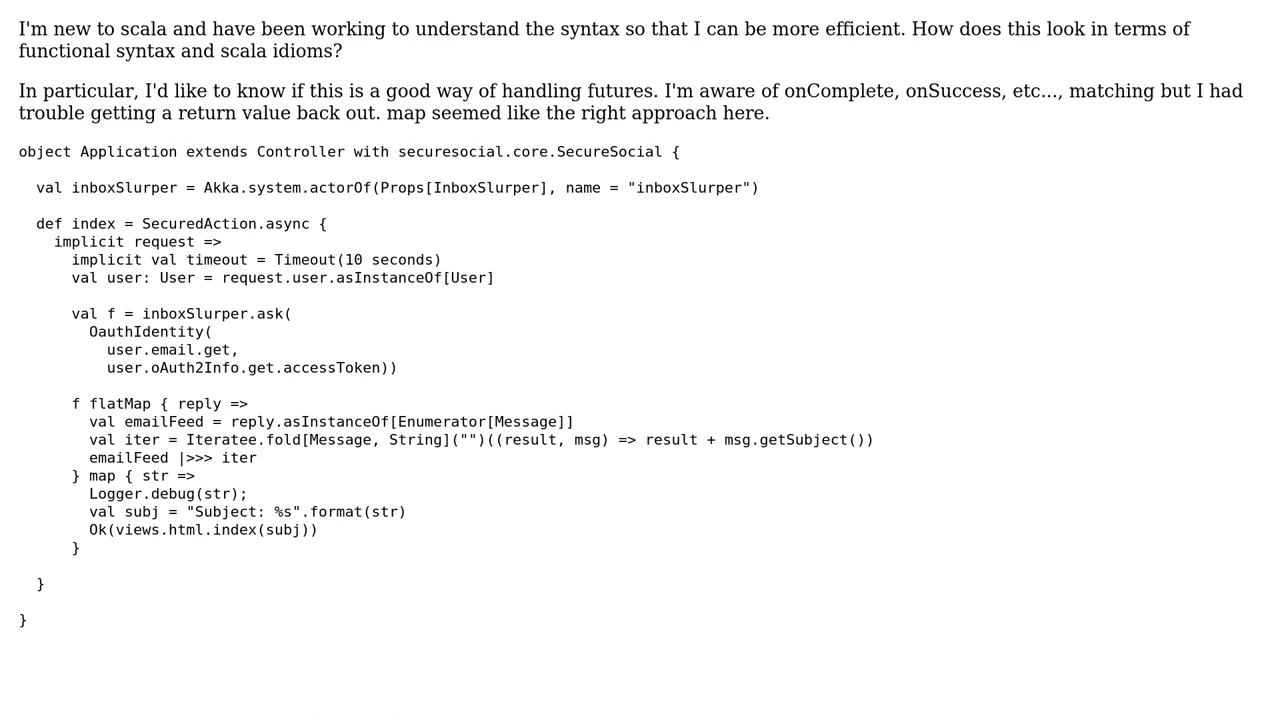 I'm new to scala and have been working to understand the syntax so that I can be more efficient. How does this look in terms of
functional syntax and scala idioms?
In particular, I'd like to know if this is a good way of handling futures. I'm aware of onComplete, onSuccess, etc..., matching but I had
trouble getting a return value back out. map seemed like the right approach here.
object Application extends Controller with securesocial.core.SecureSocial {
  val inboxSlurper = Akka.system.actorOf(Props[InboxSlurper], name = "inboxSlurper")
  def index = SecuredAction.async {
    implicit request =>
      implicit val timeout = Timeout(10 seconds)
      val user: User = request.user.asInstanceOf[User]
      val f = inboxSlurper.ask(
        OauthIdentity(
          user.email.get,
          user.oAuth2Info.get.accessToken))
      f flatMap { reply =>
        val emailFeed = reply.asInstanceOf[Enumerator[Message]]
        val iter = Iteratee.fold[Message, String]("")((result, msg) => result + msg.getSubject())
        emailFeed |>>> iter
      } map { str =>
        Logger.debug(str);
        val subj = "Subject: %s".format(str)
        Ok(views.html.index(subj))
      }
  }
}